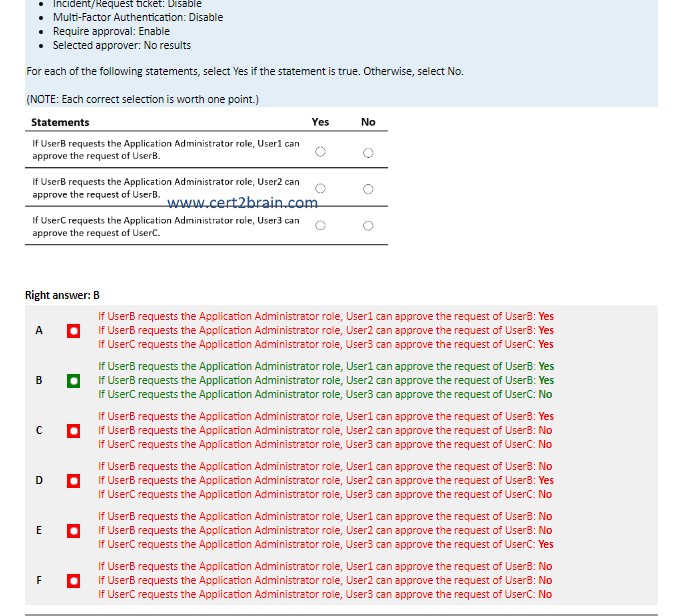 Incident/Request ticket: Disable
• Multi-Factor Authentication: Disable
• Require approval: Enable
• Selected approver: No results
For each of the following statements, select Yes if the statement is true. Otherwise, select No.
(NOTE: Each correct selection is worth one point.)
Statements Yes No
If UserB requests the Application Administrator role, User1 can
approve the request of UserB.
If UserB requests the Application Administrator role, User2 can
approve the request of UserB.
www.cert2brain.com
If UserC requests the Application Administrator role, User3 can
approve the request of UserC.
Right answer: B
If UserB requests the Application Administrator role, User1 can approve the request of UserB: Yes
A If UserB requests the Application Administrator role, User2 can approve the request of UserB: Yes
If UserC requests the Application Administrator role, User3 can approve the request of UserC: Yes
If UserB requests the Application Administrator role, User1 can approve the request of UserB: Yes
B If UserB requests the Application Administrator role, User2 can approve the request of UserB: Yes
If UserC requests the Application Administrator role, User3 can approve the request of UserC: No
If UserB requests the Application Administrator role, User1 can approve the request of UserB: Yes
C If UserB requests the Application Administrator role, User2 can approve the request of UserB: No
If UserC requests the Application Administrator role, User3 can approve the request of UserC: No
If UserB requests the Application Administrator role, User1 can approve the request of UserB: No
D If UserB requests the Application Administrator role, User2 can approve the request of UserB: Yes
If UserC requests the Application Administrator role, User3 can approve the request of UserC: No
If UserB requests the Application Administrator role, User1 can approve the request of UserB: No
E If UserB requests the Application Administrator role, User2 can approve the request of UserB: No
If UserC requests the Application Administrator role, User3 can approve the request of UserC: Yes
If UserB requests the Application Administrator role, User1 can approve the request of UserB: No
F If UserB requests the Application Administrator role, User2 can approve the request of UserB: No
If UserC requests the Application Administrator role, User3 can approve the request of UserC: No